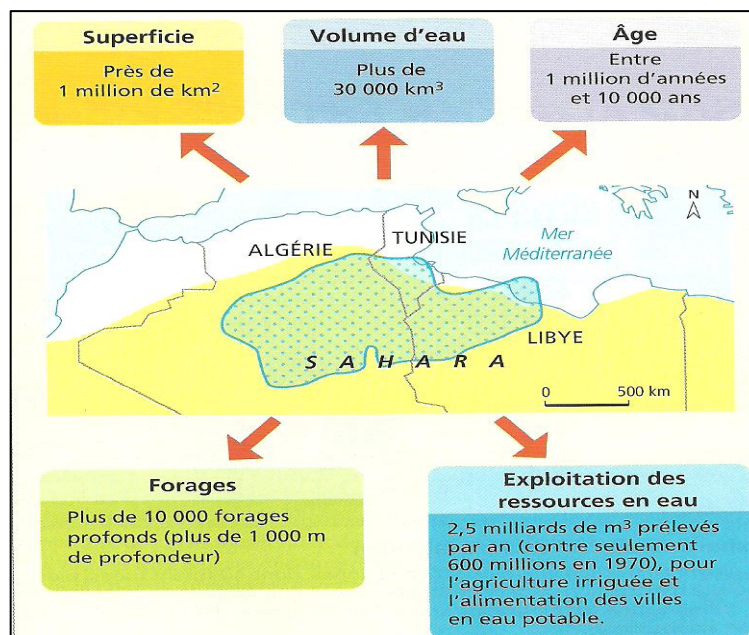 Superficie
Près de
1 million de km²
Volume d'eau
Plus de
30 000 km³
Âge
Entre
1 million d'années
et 10 000 ans
N
ALGÉRIE
TUNISIE
Mer
Méditerranée
LIBYE
SAHARA
0 500 km
Forages
Plus de 10 000 forages
profonds (plus de 1 000 m
de profondeur)
Exploitation des
ressources en eau
2,5 milliards de m³ prélevés
par an (contre seulement
600 millions en 1970), pour
l'agriculture irriguée et
l'alimentation des villes
en eau potable.